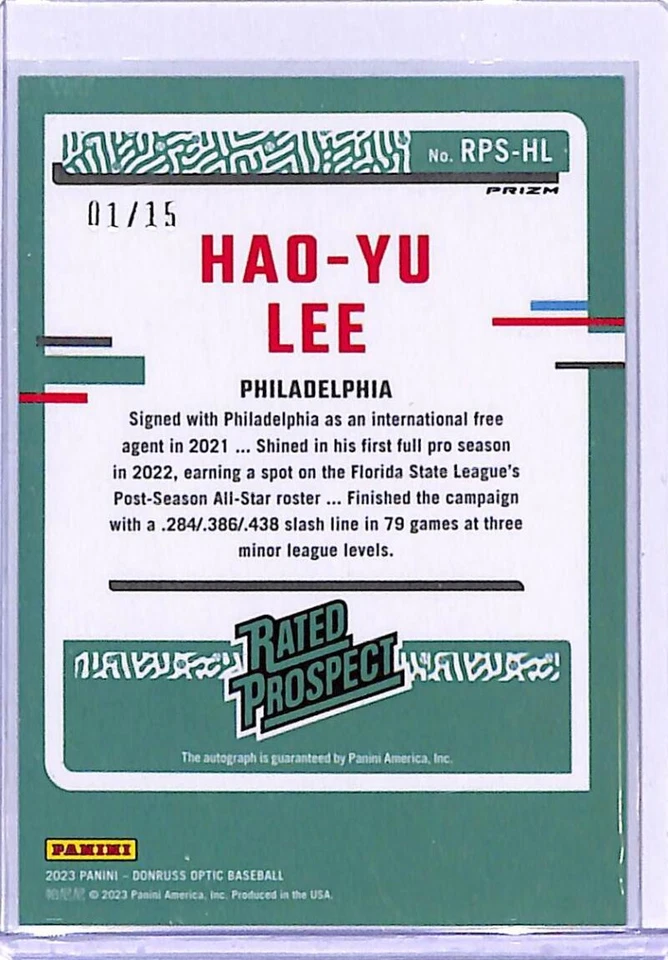 No. RPS-HL
PRIZM
01/15
HAO-YU
LEE
PHILADELPHIA
Signed with Philadelphia as an international free
agent in 2021 ... Shined in his first full pro season
in 2022, earning a spot on the Florida State League's
Post-Season All-Star roster ... Finished the campaign
with a .284/.386/.438 slash line in 79 games at three
minor league levels.
RATED
PROSPECT
The autograph is guaranteed by Panini America, Inc.
PANINI
2023 PANINI – DONRUSS OPTIC BASEBALL
帕尼尼 © 2023 Panini America, Inc. Produced in the USA.